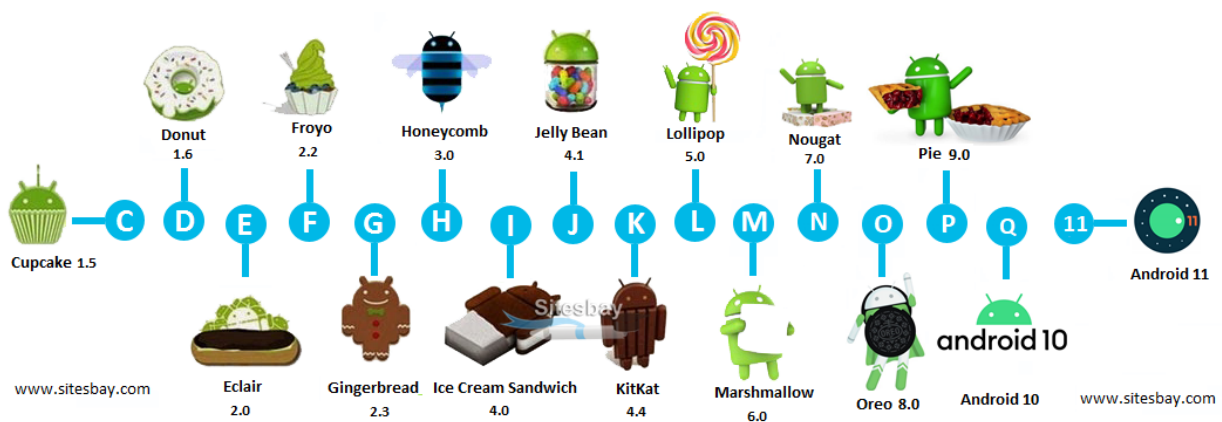 Donut
1.6
Froyo
2.2
Honeycomb
3.0
Jelly Bean
4.1
Lollipop
5.0
Nougat
7.0
Pie 9.0
C
D
E
F
G
H
I
J
K
L
M
N
O
P
Q
11
11
Cupcake 1.5
Android 11
Sitesbay
android 10
www.sitesbay.com
Eclair
2.0
Gingerbread
2.3
Ice Cream Sandwich
4.0
KitKat
4.4
Marshmallow
6.0
Oreo 8.0
Android 10
www.sitesbay.com